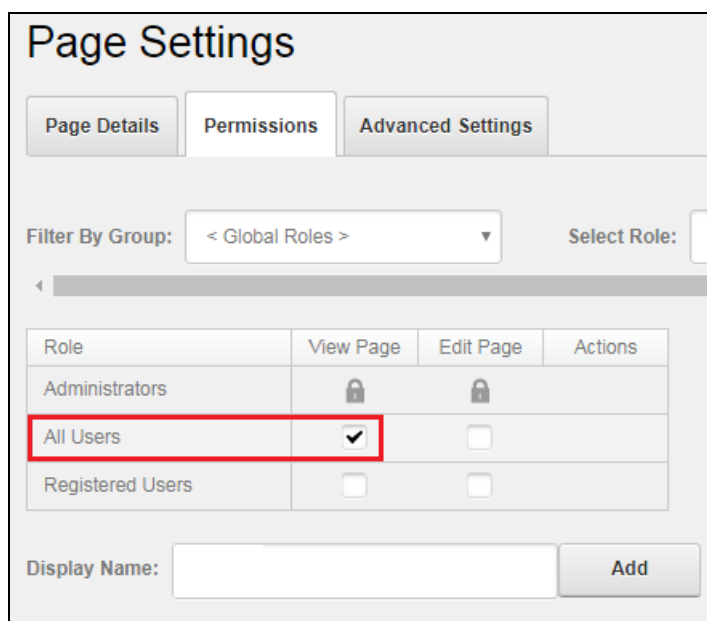 Page Settings
Page Details Permissions Advanced Settings
Filter By Group: < Global Roles > Select Role:
Role View Page Edit Page Actions
Administrators
All Users
Registered Users
Display Name: Add